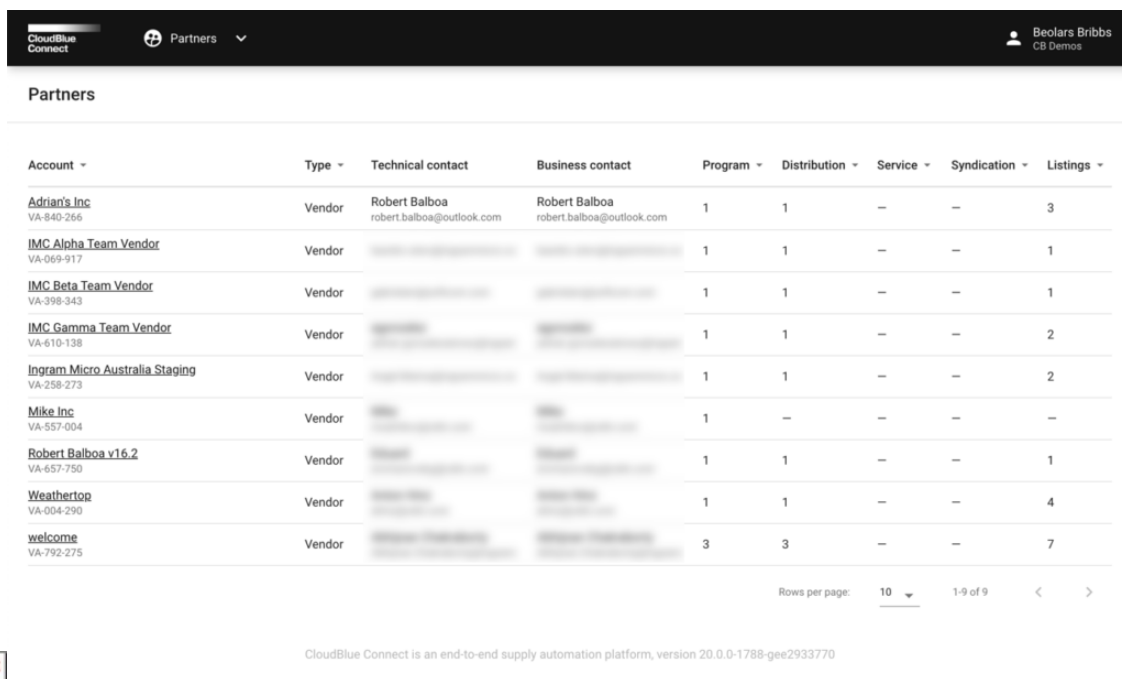 CloudBlue
Connect
Partners
Beolars Bribbs
CB Demos
Partners
Account Type Technical contact Business contact Program Distribution Service Syndication Listings
Adrian's Inc
VA-840-266
Vendor
Robert Balboa
robert.balboa@outlook.com
Robert Balboa
robert.balboa@outlook.com
1 1 – – 3
IMC Alpha Team Vendor
VA-069-917
Vendor 1 1 – – 1
IMC Beta Team Vendor
VA-398-343
Vendor 1 1 – – 1
IMC Gamma Team Vendor
VA-610-138
Vendor 1 1 – – 2
Ingram Micro Australia Staging
VA-258-273
Vendor 1 1 – – 2
Mike Inc
VA-557-004
Vendor 1 – – – –
Robert Balboa v16.2
VA-657-750
Vendor 1 1 – – 1
Weathertop
VA-004-290
Vendor 1 1 – – 4
welcome
VA-792-275
Vendor 3 3 – – 7
Rows per page: 10 1-9 of 9
CloudBlue Connect is an end-to-end supply automation platform, version 20.0.0-1788-gee2933770